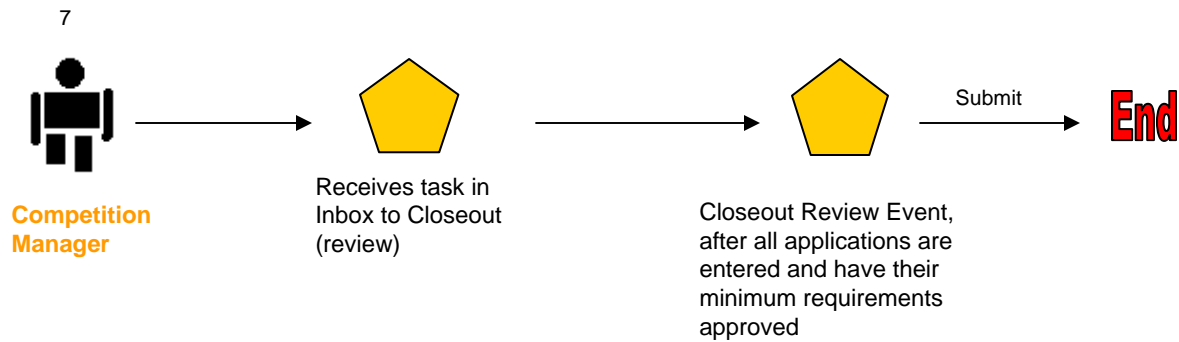 7
Competition
Manager
Receives task in
Inbox to Closeout
(review)
Closeout Review Event,
after all applications are
entered and have their
minimum requirements
approved
Submit
End